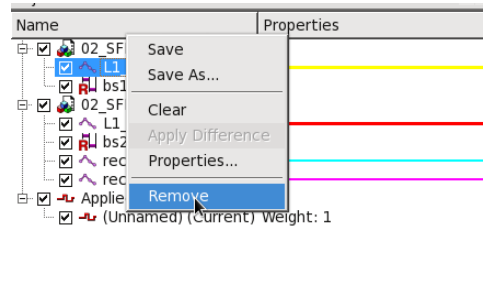 Name Properties
02_SF
L1_
bs1
02_SF
L1_
bs2
rec
rec
Applie
(Unnamed) (Current) Weight: 1
Save
Save As...
Clear
Apply Difference
Properties...
Remove